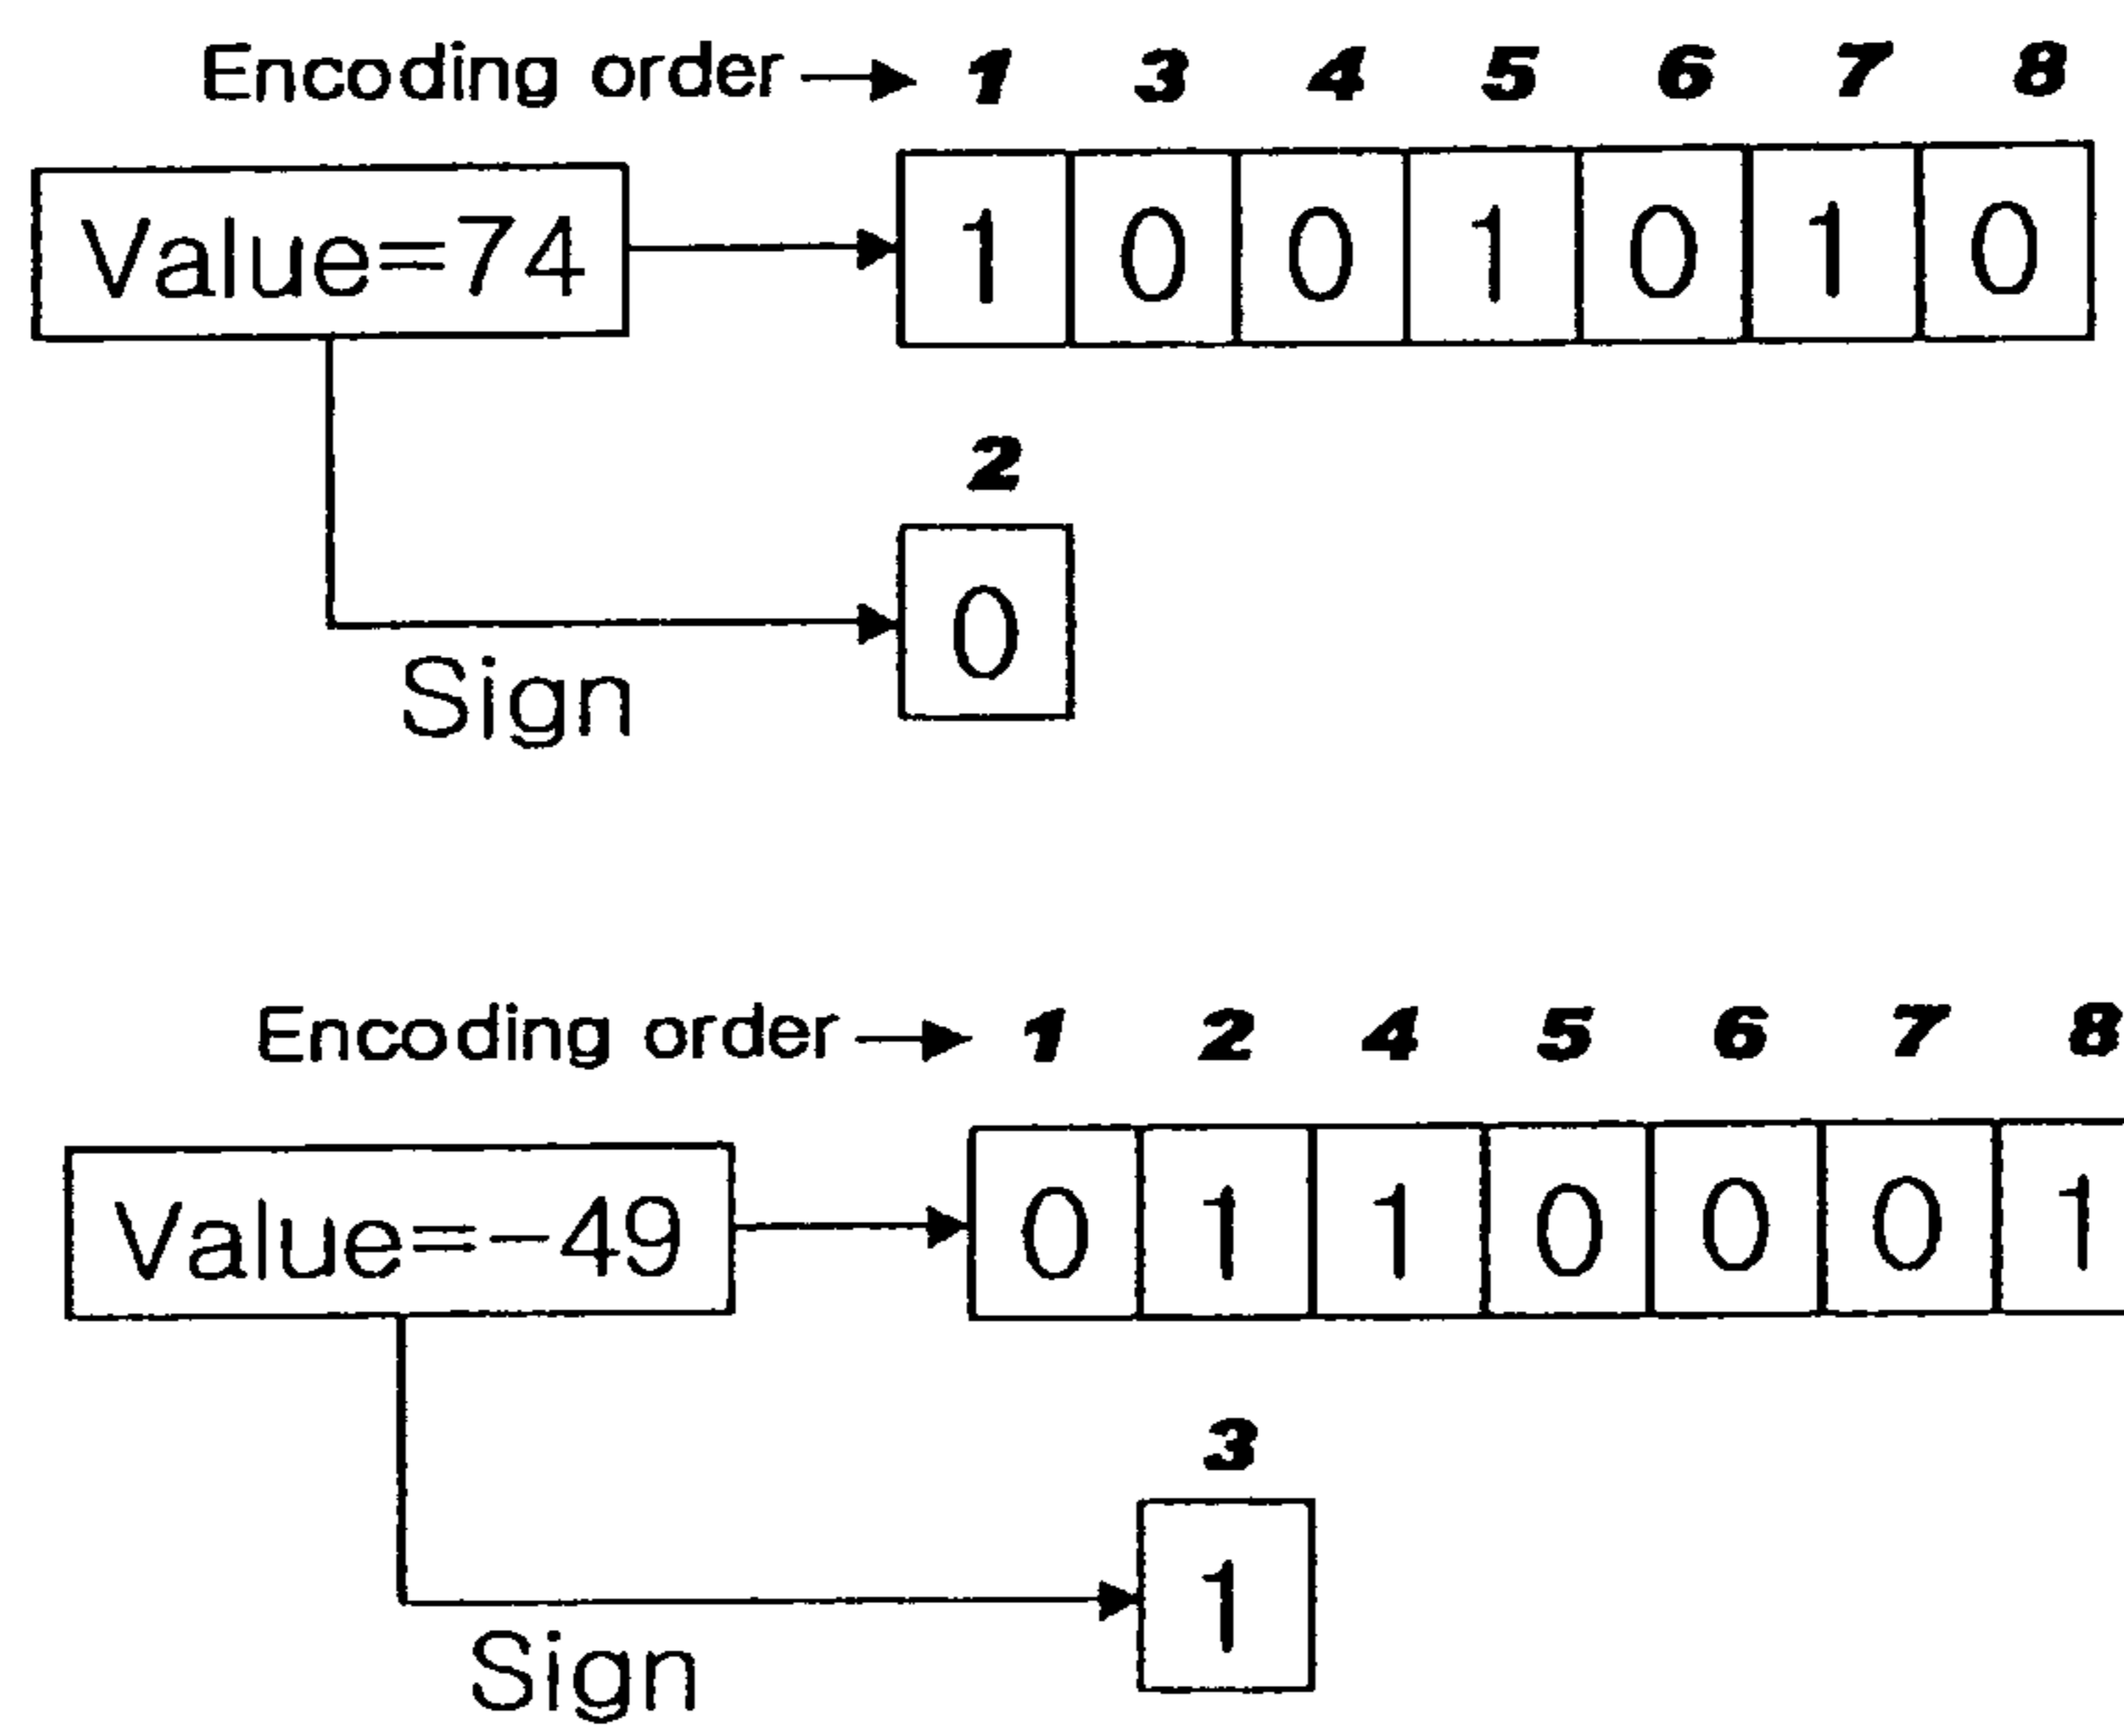 Encoding order 1 3 4 5 6 7 8
Value=74 1 0 0 1 0 1 0
2
0
Sign
Encoding order 1 2 4 5 6 7 8
Value=-49 0 1 1 0 0 0 1
3
1
Sign